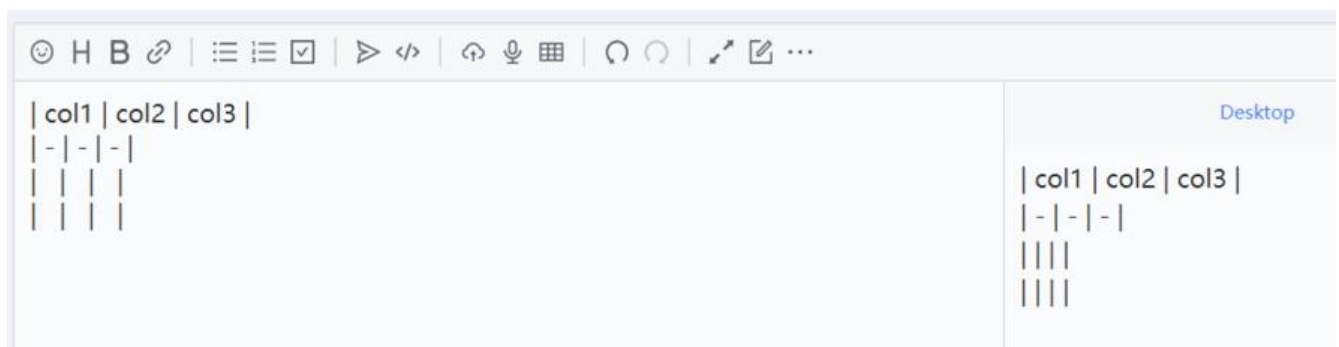 H B
| col1 | col2 | col3 |
| - | - | - |
|  |  |  |
|  |  |  |
Desktop
| col1 | col2 | col3 |
| - | - | - |
||||
||||